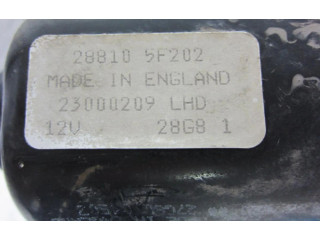 28810 5F202
MADE IN ENGLAND
23000209 LHD
12V 28G8 1